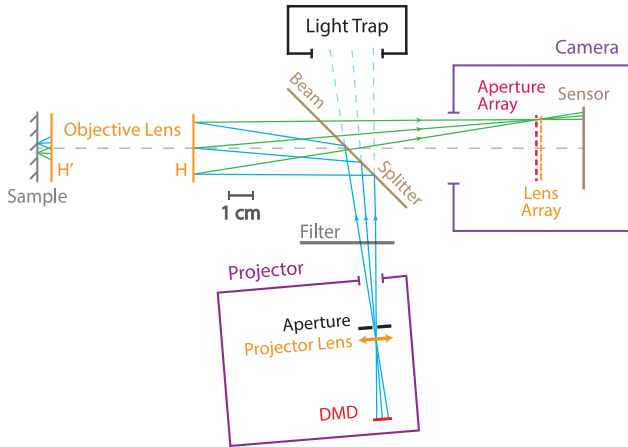 Light Trap
Camera
Beam
Splitter
Aperture
Array
Sensor
Objective Lens
H'
H
Sample
1 cm
Lens
Array
Filter
Projector
Aperture
Projector Lens
DMD